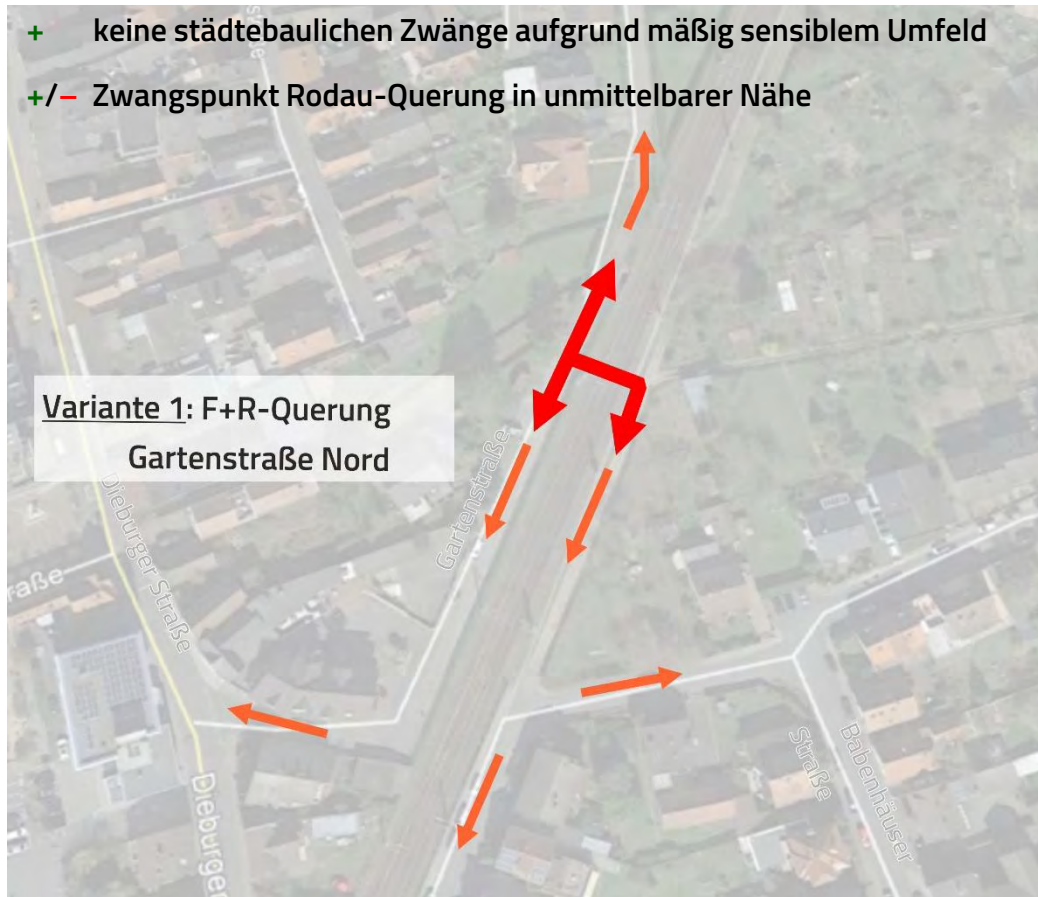 + keine städtebaulichen Zwänge aufgrund mäßig sensiblem Umfeld
+/– Zwangspunkt Rodau-Querung in unmittelbarer Nähe
Variante 1: F+R-Querung
Gartenstraße Nord
Gartenstraße
Dieburger Straße
raße
Dieburger
Straße
Babenhäuser